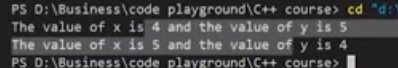 PS D:\Business\code playground\C++ course> cd "d:\
The value of x is 4 and the value of y is 5
The value of x is 5 and the value of y is 4
PS D:\Business\code playground\C++ course>